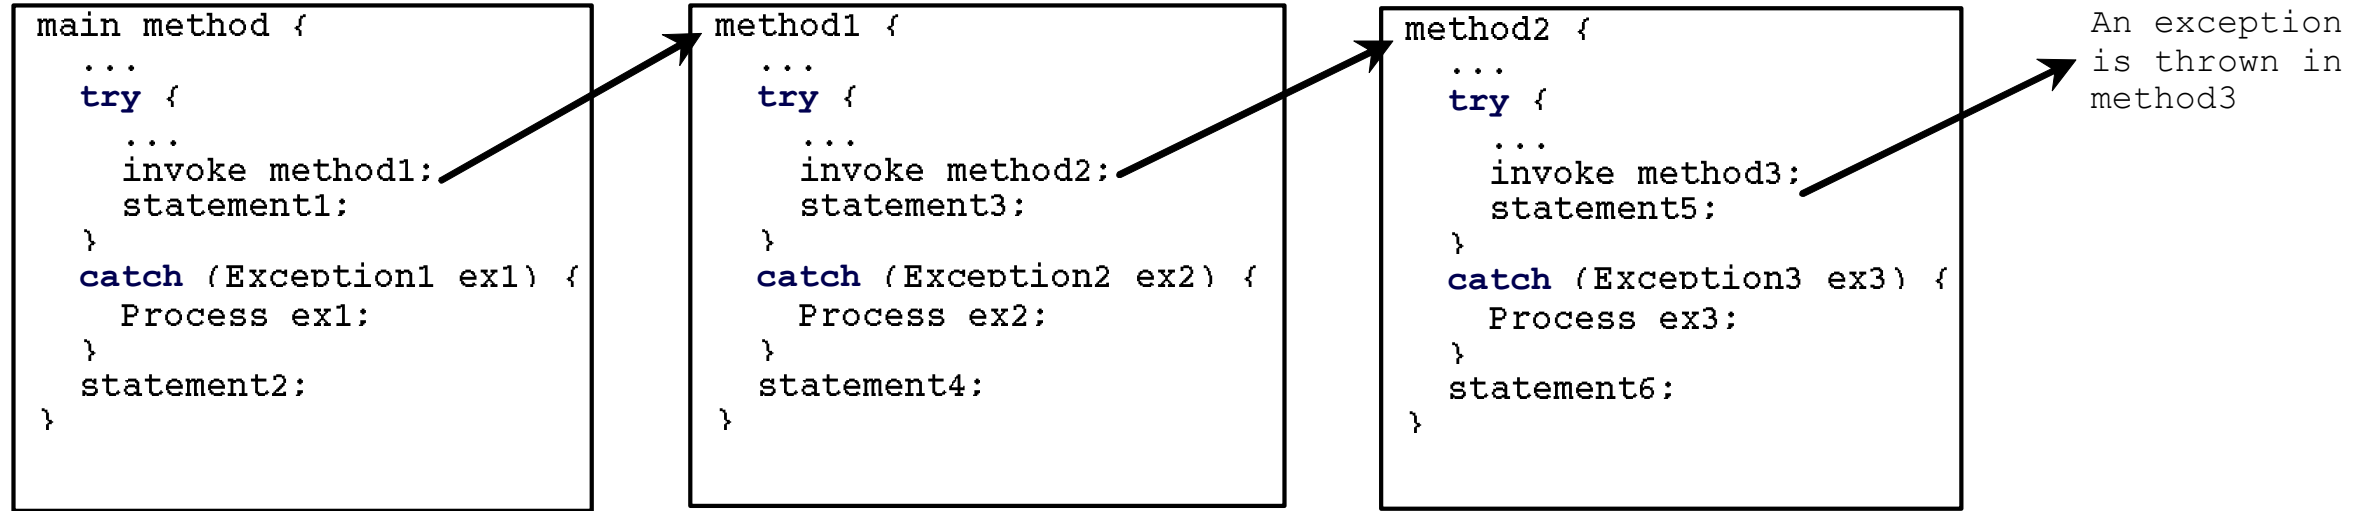 main method {
...
try {
...
invoke method1;
statement1;
}
catch (Exception1 ex1) {
Process ex1;
}
statement2;
}
method1 {
...
try {
...
invoke method2;
statement3;
}
catch (Exception2 ex2) {
Process ex2;
}
statement4;
}
method2 {
...
try {
...
invoke method3;
statement5;
}
catch (Exception3 ex3) {
Process ex3;
}
statement6;
}
An exception
is thrown in
method3